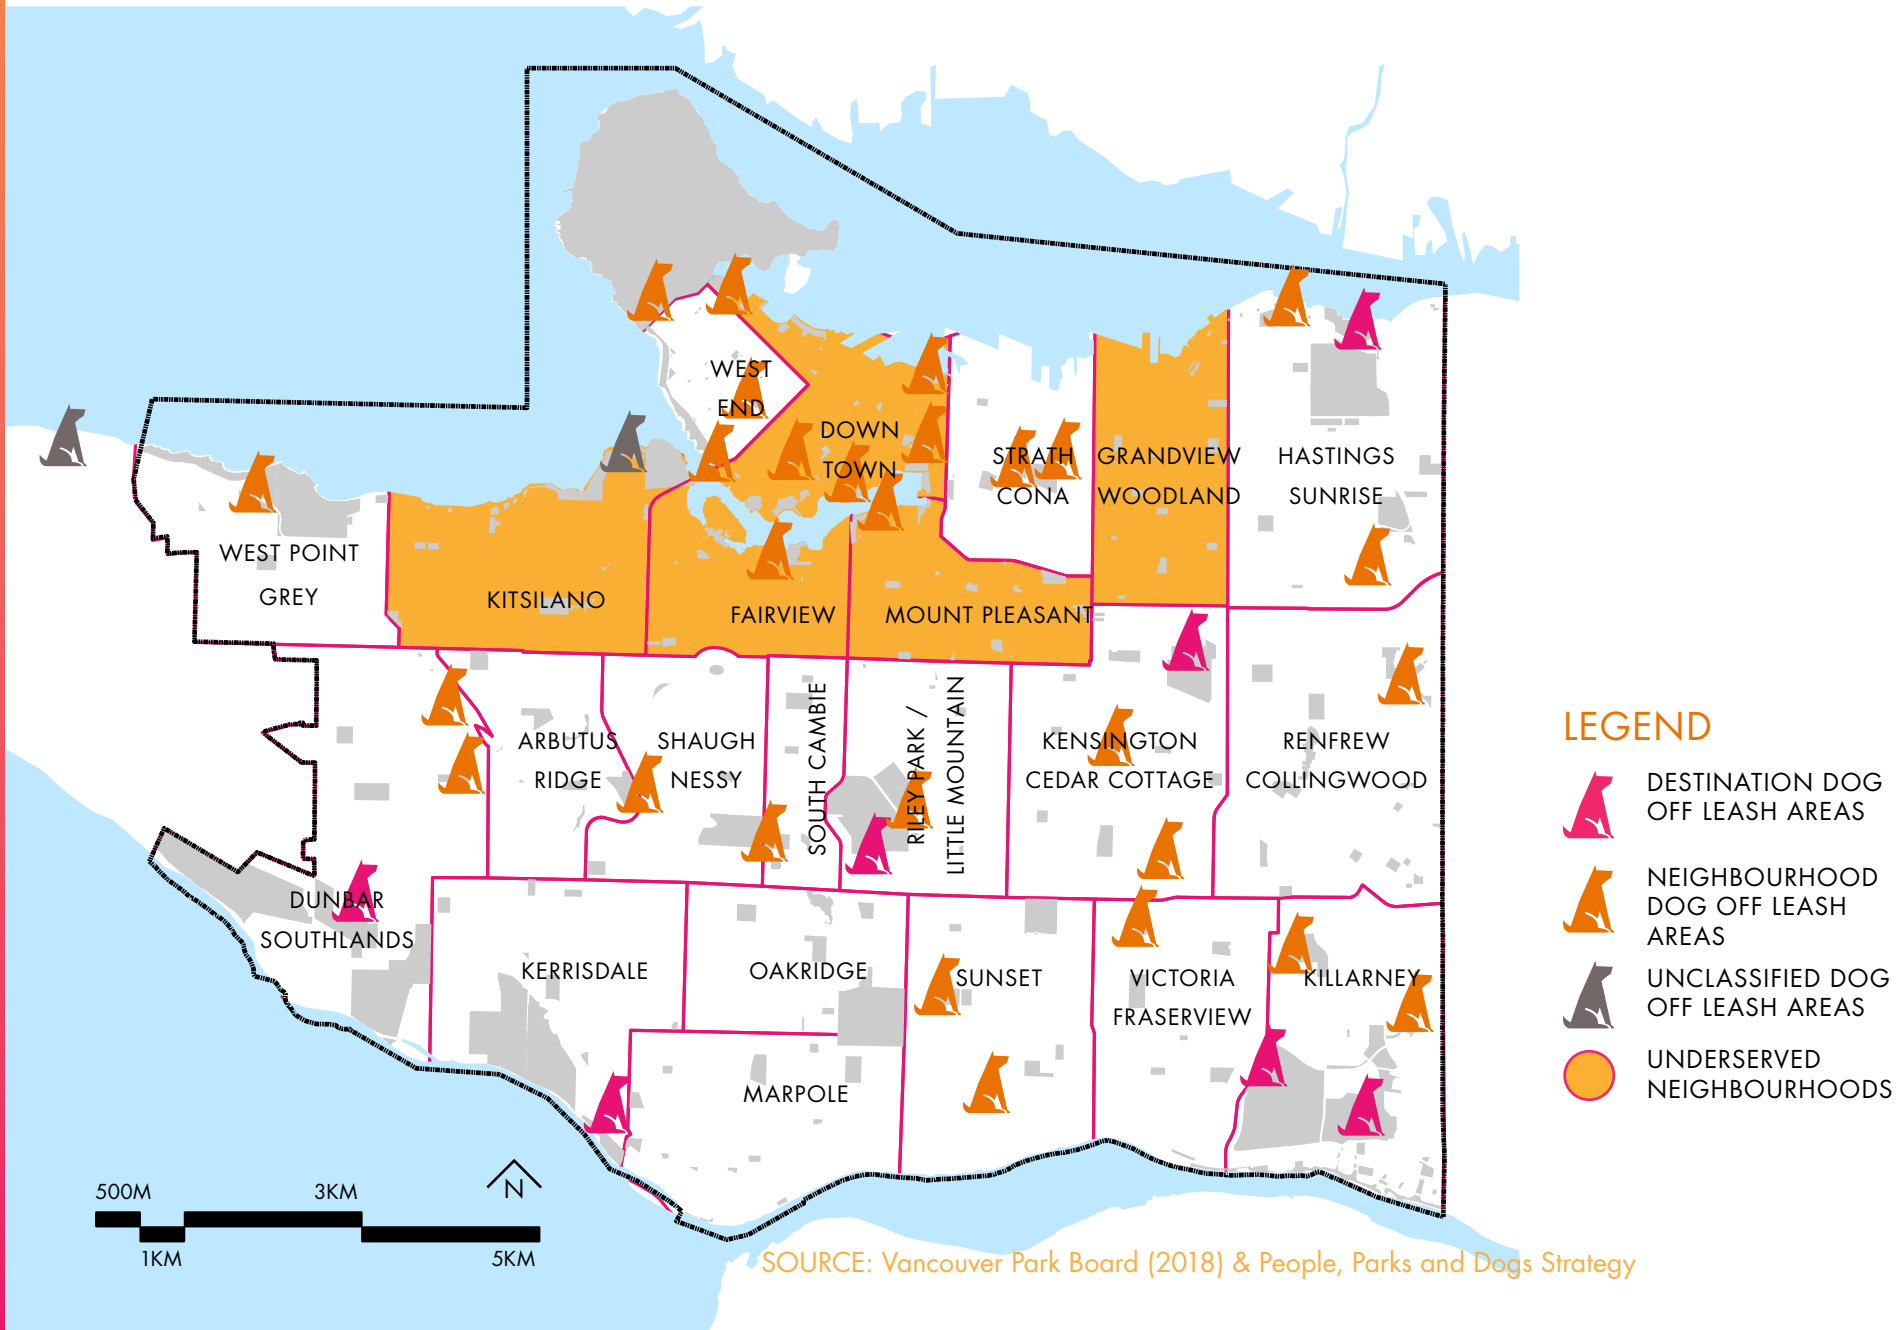 WEST
END
DOWN
TOWN
STRATH
CONA
GRANDVIEW
WOODLAND
HASTINGS
SUNRISE
WEST POINT
GREY
KITSILANO
FAIRVIEW
MOUNT PLEASANT
ARBUTUS
RIDGE
SHAUGH
NESSY
SOUTH CAMBIE
RILEY PARK /
LITTLE MOUNTAIN
KENSINGTON
CEDAR COTTAGE
RENFREW
COLLINGWOOD
DUNBAR
SOUTHLANDS
KERRISDALE
OAKRIDGE
SUNSET
VICTORIA
FRASERVIEW
KILLARNEY
MARPOLE
LEGEND
DESTINATION DOG
OFF LEASH AREAS
NEIGHBOURHOOD
DOG OFF LEASH
AREAS
UNCLASSIFIED DOG
OFF LEASH AREAS
UNDERSERVED
NEIGHBOURHOODS
500M
3KM
N
1KM
5KM
SOURCE: Vancouver Park Board (2018) & People, Parks and Dogs Strategy